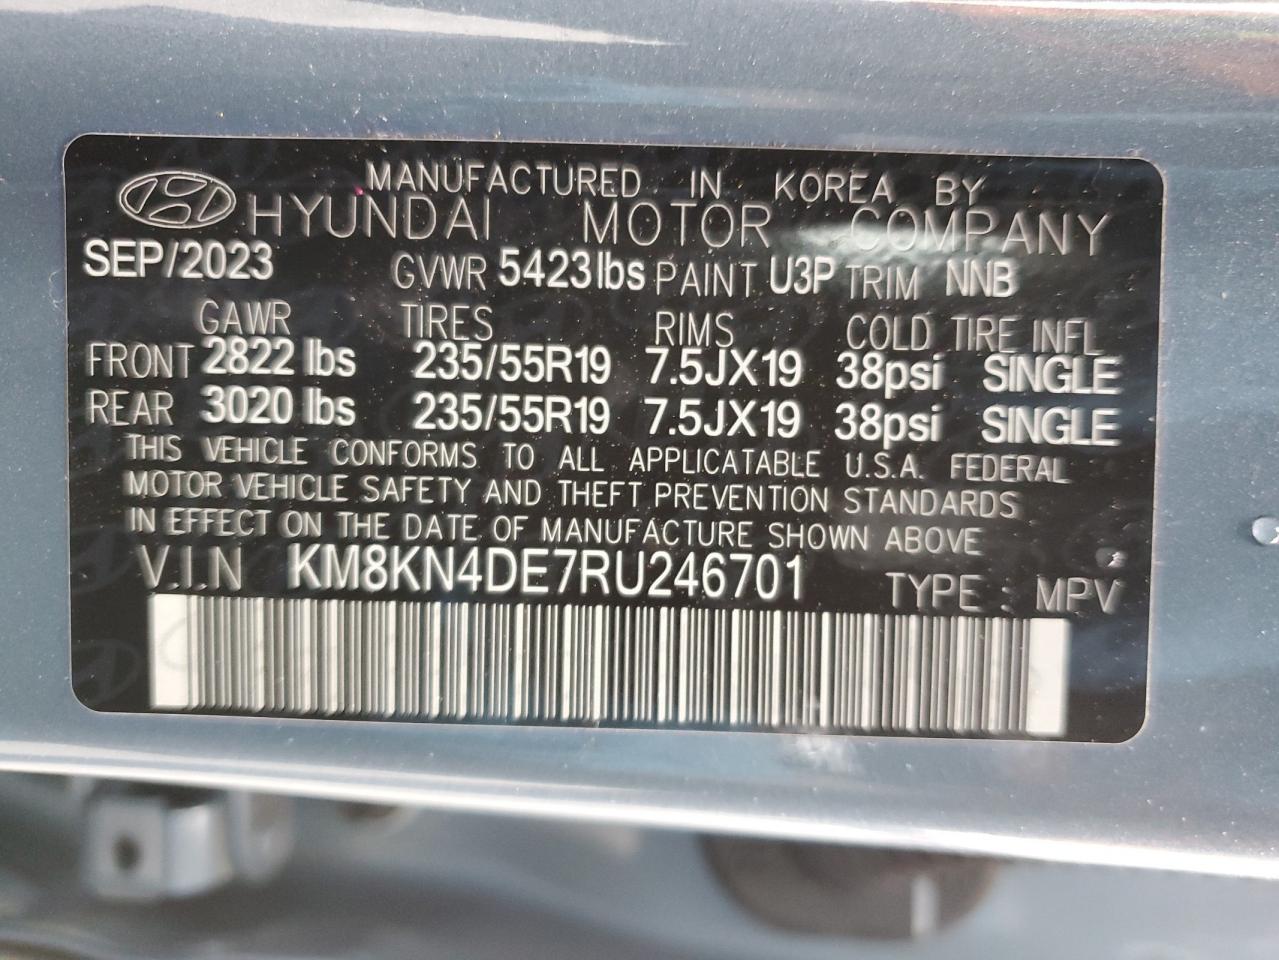 MANUFACTURED IN KOREA BY
HYUNDAI MOTOR COMPANY
SEP/2023 GVWR 5423lbs PAINT U3P TRIM NNB
GAWR TIRES RIMS COLD TIRE INFL
FRONT 2822 lbs 235/55R19 7.5JX19 38psi SINGLE
REAR 3020 lbs 235/55R19 7.5JX19 38psi SINGLE
THIS VEHICLE CONFORMS TO ALL APPLICATABLE U.S.A. FEDERAL
MOTOR VEHICLE SAFETY AND THEFT PREVENTION STANDARDS
IN EFFECT ON THE DATE OF MANUFACTURE SHOWN ABOVE
V.I.N KM8KN4DE7RU246701 TYPE : MPV